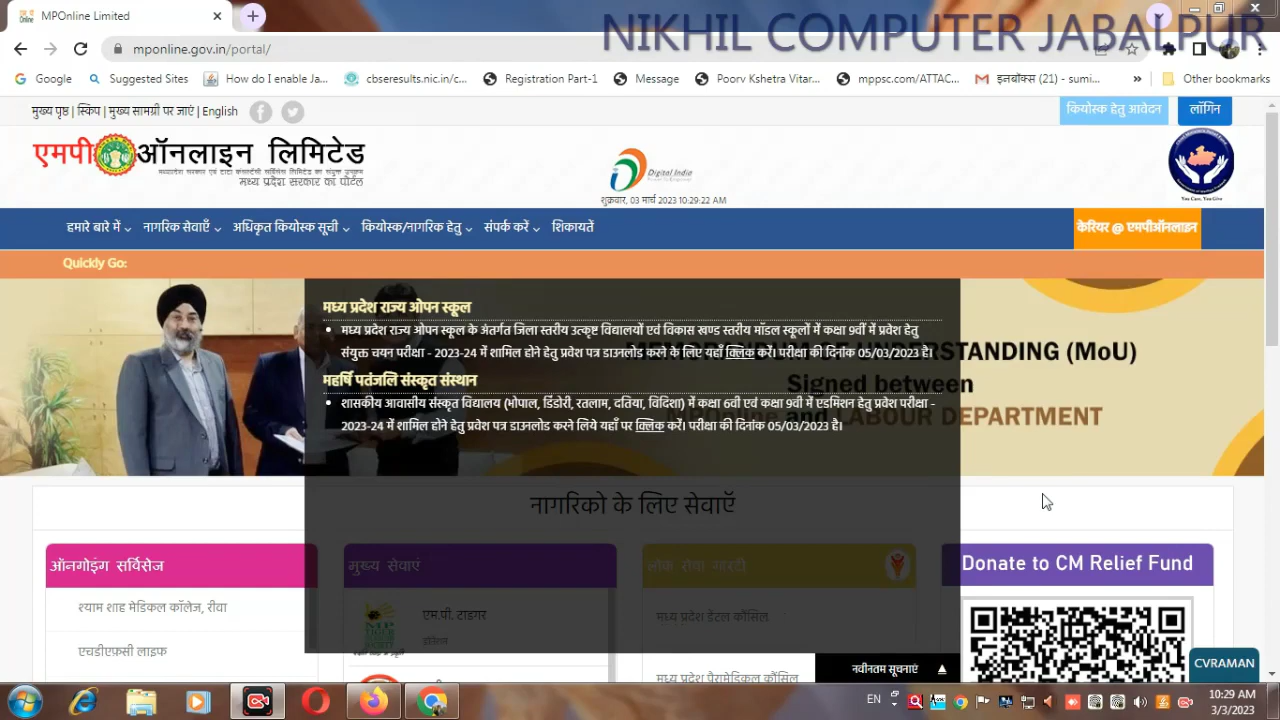 MPOnline Limited
NIKHIL COMPUTER JABALPUR
mponline.gov.in/portal/
Google
Suggested Sites
How do I enable Ja...
cbseresults.nic.in/c...
Registration Part-1
Message
Poorv Kshetra Vitar...
mppsc.com/ATTAC...
इनबॉक्स (21) - sumi...
»
Other bookmarks
मुख्य पृष्ठ | स्किप | मुख्य सामग्री पर जाएं | English
कियोस्क हेतु आवेदन
लॉगिन
एमपी ऑनलाइन लिमिटेड
मध्य प्रदेश सरकार का पोर्टल
Digital India
शुक्रवार, 03 मार्च 2023 10:29:22 AM
हमारे बारे में
नागरिक सेवाएँ
अधिकृत कियोस्क सूची
कियोस्क/नागरिक हेतु
संपर्क करें
शिकायतें
केरियर @ एमपीऑनलाइन
Quickly Go:
मध्य प्रदेश राज्य ओपन स्कूल
• मध्य प्रदेश राज्य ओपन स्कूल के अंतर्गत जिला स्तरीय उत्कृष्ट विद्यालयों एवं विकास खण्ड स्तरीय मॉडल स्कूलों में कक्षा 9वीं में प्रवेश हेतु
संयुक्त चयन परीक्षा - 2023-24 में शामिल होने हेतु प्रवेश पत्र डाउनलोड करने के लिए यहाँ क्लिक करें। परीक्षा की दिनांक 05/03/2023 है।
महर्षि पतंजलि संस्कृत संस्थान
• शासकीय आवासीय संस्कृत विद्यालय (भोपाल, डिंडोरी, रतलाम, दतिया, विदिशा) में कक्षा 6वी एवं कक्षा 9वी में एडमिशन हेतु प्रवेश परीक्षा -
2023-24 में शामिल होने हेतु प्रवेश पत्र डाउनलोड करने लिये यहाँ पर क्लिक करें। परीक्षा की दिनांक 05/03/2023 है।
UNDERSTANDING (MoU)
Signed between
and LABOUR DEPARTMENT
नागरिको के लिए सेवाएँ
ऑनगोइंग सर्विसेज
मुख्य सेवाएं
लोक सेवा गारंटी
Donate to CM Relief Fund
श्याम शाह मेडिकल कॉलेज, रीवा
एचडीएफ़सी लाइफ
एम.पी. टाइगर
मध्य प्रदेश डेंटल कौंसिल
मध्य प्रदेश पैरामेडिकल कौंसिल
नवीनतम सूचनाएं
CVRAMAN
EN
10:29 AM
3/3/2023